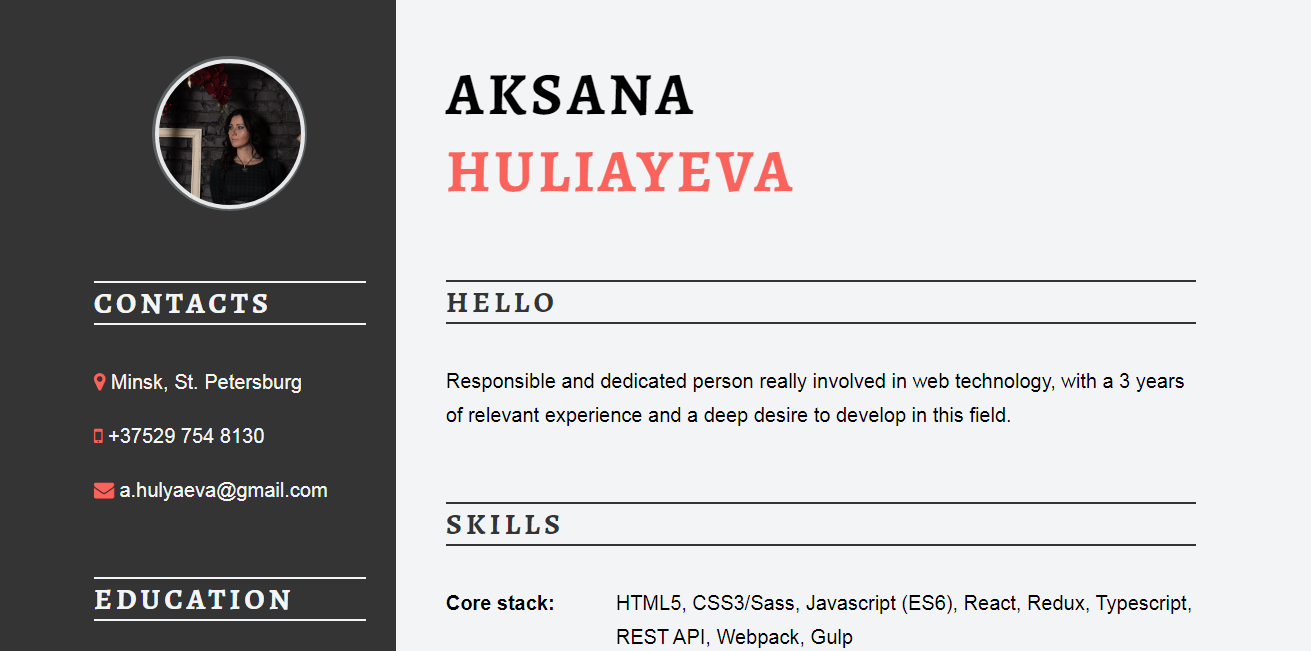 CONTACTS
Minsk, St. Petersburg
+37529 754 8130
a.hulyaeva@gmail.com
EDUCATION
AKSANA
HULIAYEVA
HELLO
Responsible and dedicated person really involved in web technology, with a 3 years
of relevant experience and a deep desire to develop in this field.
SKILLS
Core stack: HTML5, CSS3/Sass, Javascript (ES6), React, Redux, Typescript,
REST API, Webpack, Gulp